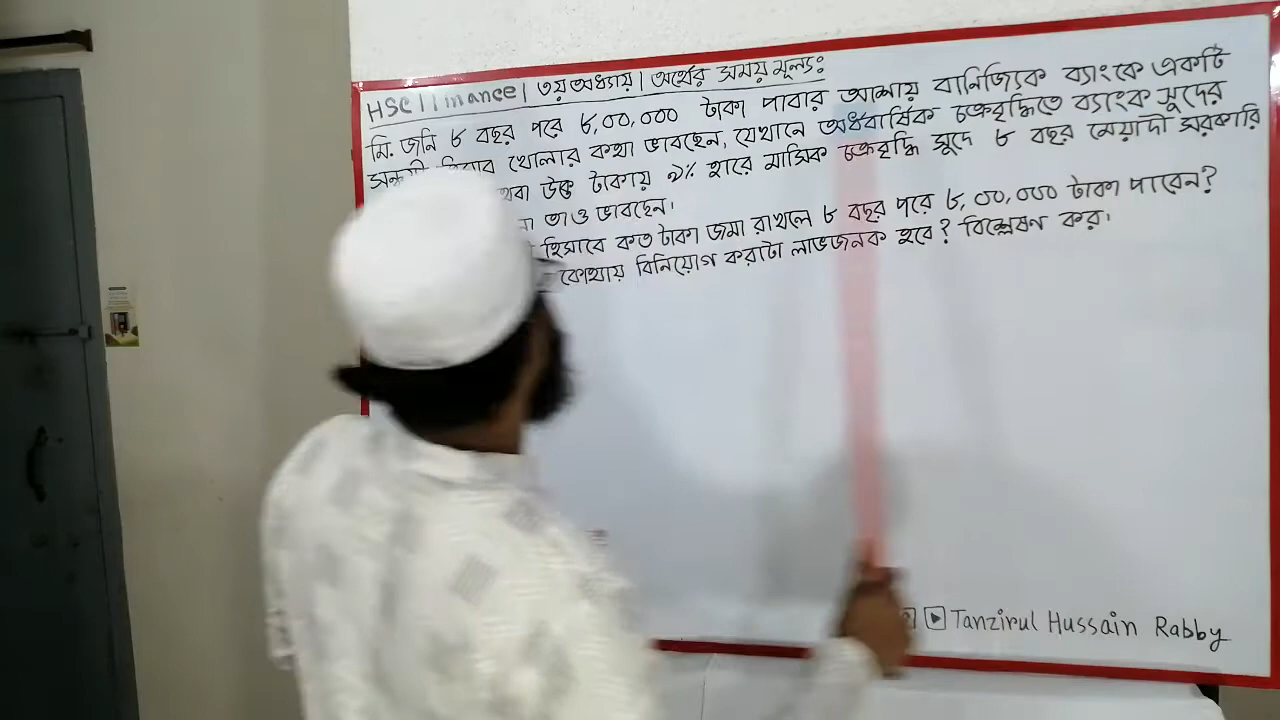 HSC | Finance | ৩য় অধ্যায় | অর্থের সময় মূল্যঃ
মি. জনি ৮ বছর পরে ৮,০০,০০০ টাকা পাবার আশায় বানিজ্যিক ব্যাংকে একটি
সঞ্চয়ী হিসাব খোলার কথা ভাবছেন, যেখানে অর্ধবার্ষিক চক্রবৃদ্ধিতে ব্যাংক সুদের
উক্ত টাকায় ৯% হারে মাসিক চক্রবৃদ্ধি সুদে ৮ বছর মেয়াদী সরকারি
তাও ভাবছেন।
হিসাবে কত টাকা জমা রাখলে ৮ বছর পরে ৮,০০,০০০ টাকা পাবেন?
কোথায় বিনিয়োগ করাটা লাভজনক হবে? বিশ্লেষণ কর।
Tanzirul Hussain Rabby